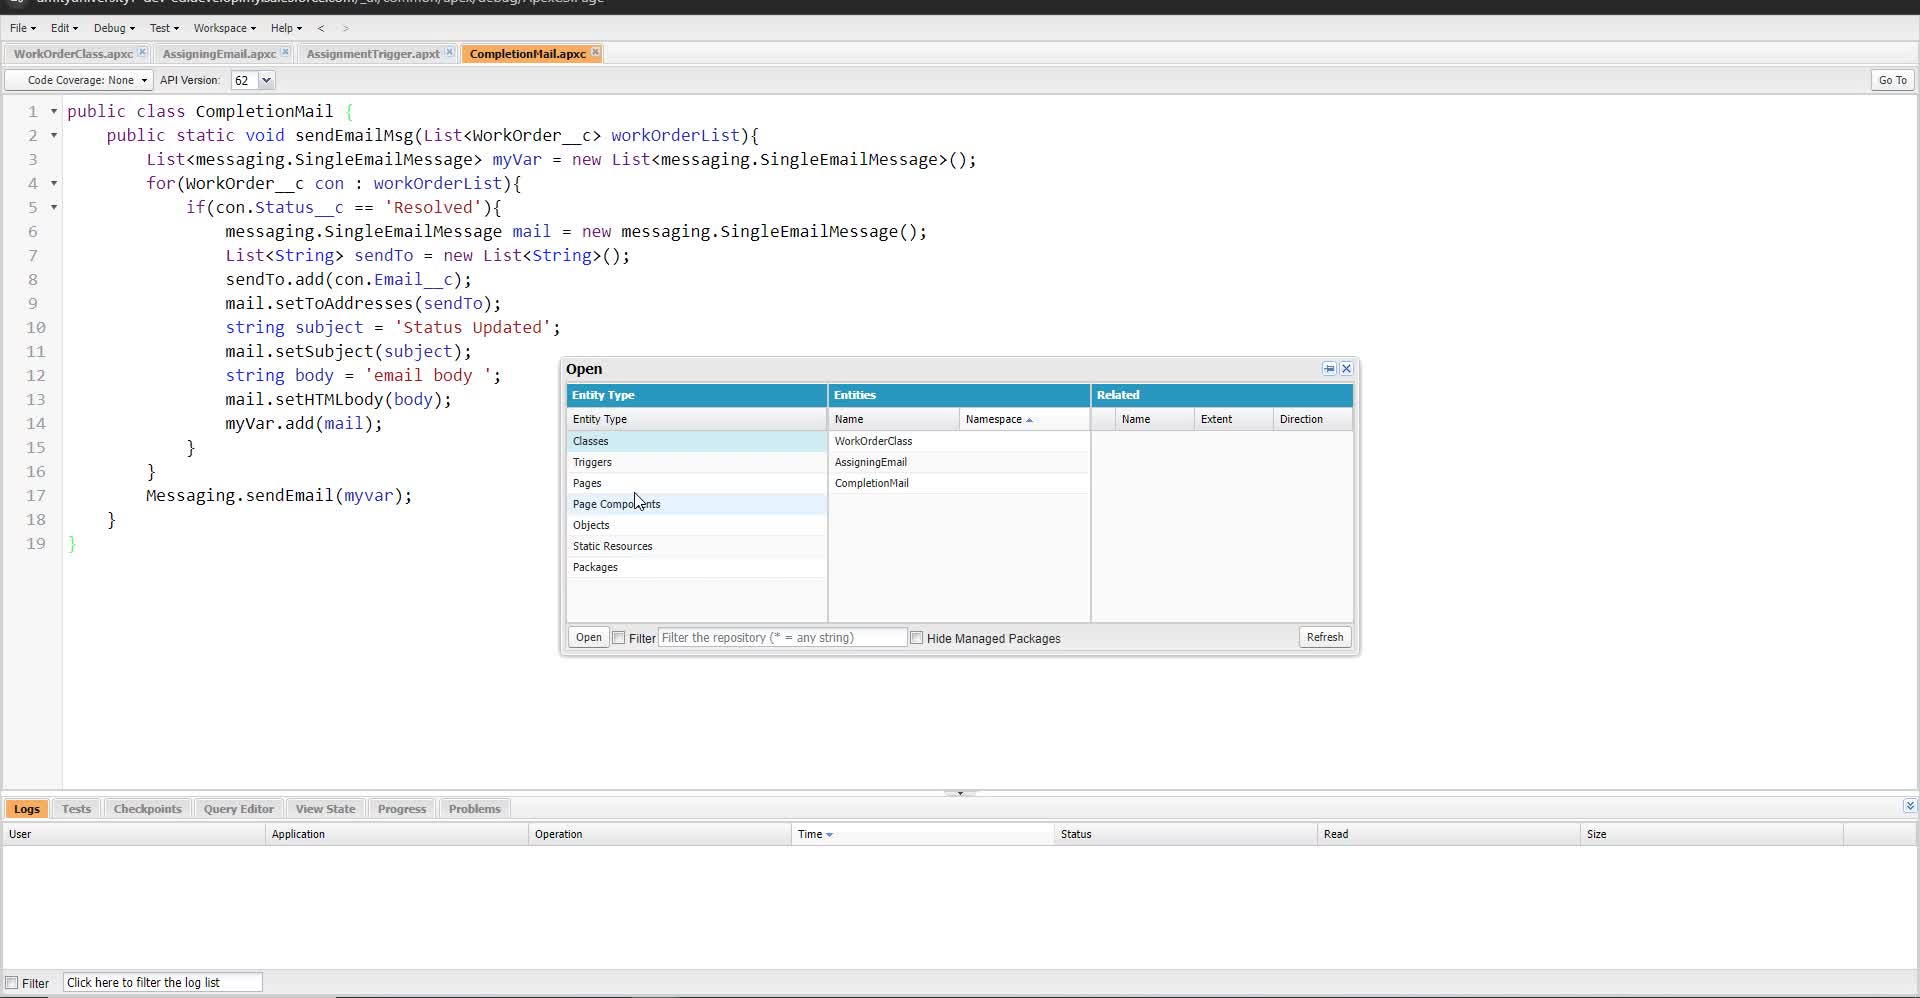 File Edit Debug Test Workspace Help < >
WorkOrderClass.apxc AssigningEmail.apxc AssignmentTrigger.apxt CompletionMail.apxc
Code Coverage: None API Version: 62 Go To
1 public class CompletionMail {
2 public static void sendEmailMsg(List<WorkOrder__c> workOrderList){
3 List<messaging.SingleEmailMessage> myVar = new List<messaging.SingleEmailMessage>();
4 for(WorkOrder__c con : workOrderList){
5 if(con.Status__c == 'Resolved'){
6 messaging.SingleEmailMessage mail = new messaging.SingleEmailMessage();
7 List<String> sendTo = new List<String>();
8 sendTo.add(con.Email__c);
9 mail.setToAddresses(sendTo);
10 string subject = 'Status Updated';
11 mail.setSubject(subject);
12 string body = 'email body ';
13 mail.setHTMLbody(body);
14 myVar.add(mail);
15 }
16 }
17 Messaging.sendEmail(myvar);
18 }
19 }
Open
Entity Type Entities Related
Entity Type Name Namespace Name Extent Direction
Classes WorkOrderClass
Triggers AssigningEmail
Pages CompletionMail
Page Components
Objects
Static Resources
Packages
Open Filter Filter the repository (* = any string) Hide Managed Packages Refresh
Logs Tests Checkpoints Query Editor View State Progress Problems
User Application Operation Time Status Read Size
Filter Click here to filter the log list